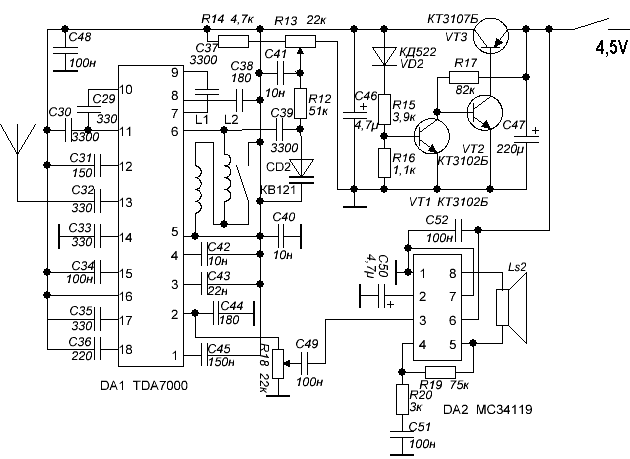 C48
100н
R14 4,7к
R13 22к
C37
3300
C41
10н
C38
180
КТ3107Б
VT3
4,5V
КД522
VD2
R17
82к
C29
330
C30
3300
10
11
9
8
7
6
L1
L2
C39
3300
R12
51к
C46
4,7μ
R15
3,9к
R16
1,1к
VT2
КТ3102Б
C47
220μ
VT1 КТ3102Б
CD2
КВ121
C31
150
12
C32
330
13
C33
330
14
C34
100н
15
16
C35
330
17
C36
220
18
5
C40
10н
4
C42
10н
3
C43
22н
2
C44
180
1
C45
150н
R18 22к
C49
100н
C52
100н
C50
4,7μ
1
2
3
4
8
7
6
5
Ls2
R19 75к
R20
3к
C51
100н
DA1 TDA7000
DA2 MC34119